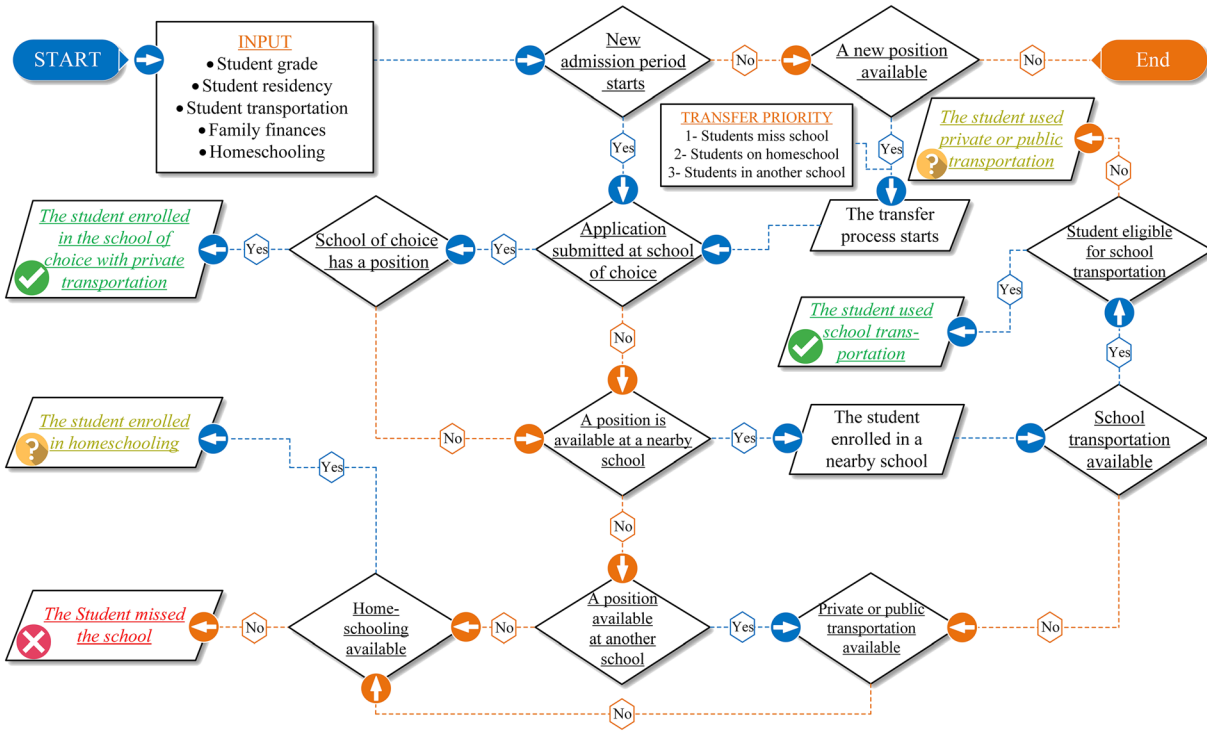 START
INPUT
● Student grade
● Student residency
● Student transportation
● Family finances
● Homeschooling
New
admission period
starts
No
A new position
available
No
End
Yes
TRANSFER PRIORITY
1- Students miss school
2- Students on homeschool
3- Students in another school
Yes
The student used
private or public
transportation
?
No
The student enrolled
in the school of
choice with private
transportation
Yes
School of choice
has a position
Yes
Application
submitted at school
of choice
The transfer
process starts
Student eligible
for school
transportation
Yes
No
The student used
school trans-
portation
Yes
The student enrolled
in homeschooling
?
No
A position is
available at a nearby
school
Yes
The student
enrolled in a
nearby school
School
transportation
available
Yes
No
The Student missed
the school
No
Home-
schooling
available
No
A position
available
at another
school
Yes
Private or public
transportation
available
No
No